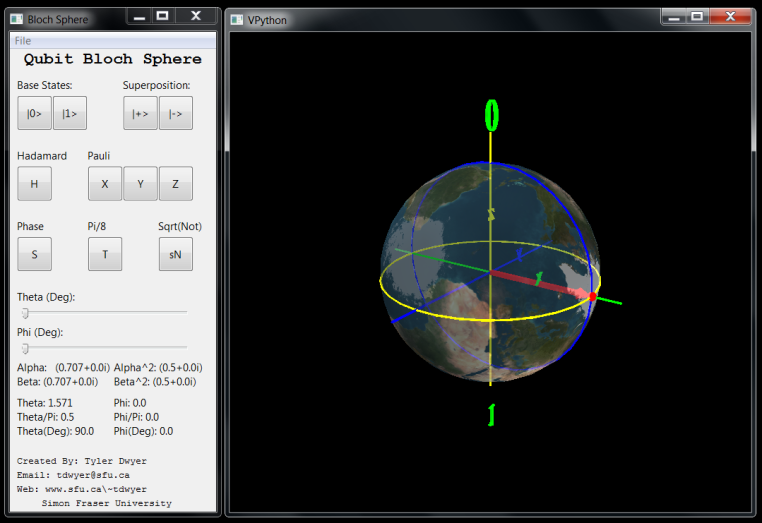 Bloch Sphere
File
Qubit Bloch Sphere
Base States: Superposition:
|0> |1> |+> |->
Hadamard Pauli
H X Y Z
Phase Pi/8 Sqrt(Not)
S T sN
Theta (Deg):
Phi (Deg):
Alpha: (0.707+0.0i) Alpha^2: (0.5+0.0i)
Beta: (0.707+0.0i) Beta^2: (0.5+0.0i)
Theta: 1.571 Phi: 0.0
Theta/Pi: 0.5 Phi/Pi: 0.0
Theta(Deg): 90.0 Phi(Deg): 0.0
Created By: Tyler Dwyer
Email: tdwyer@sfu.ca
Web: www.sfu.ca\~tdwyer
Simon Fraser University
VPython
0
1